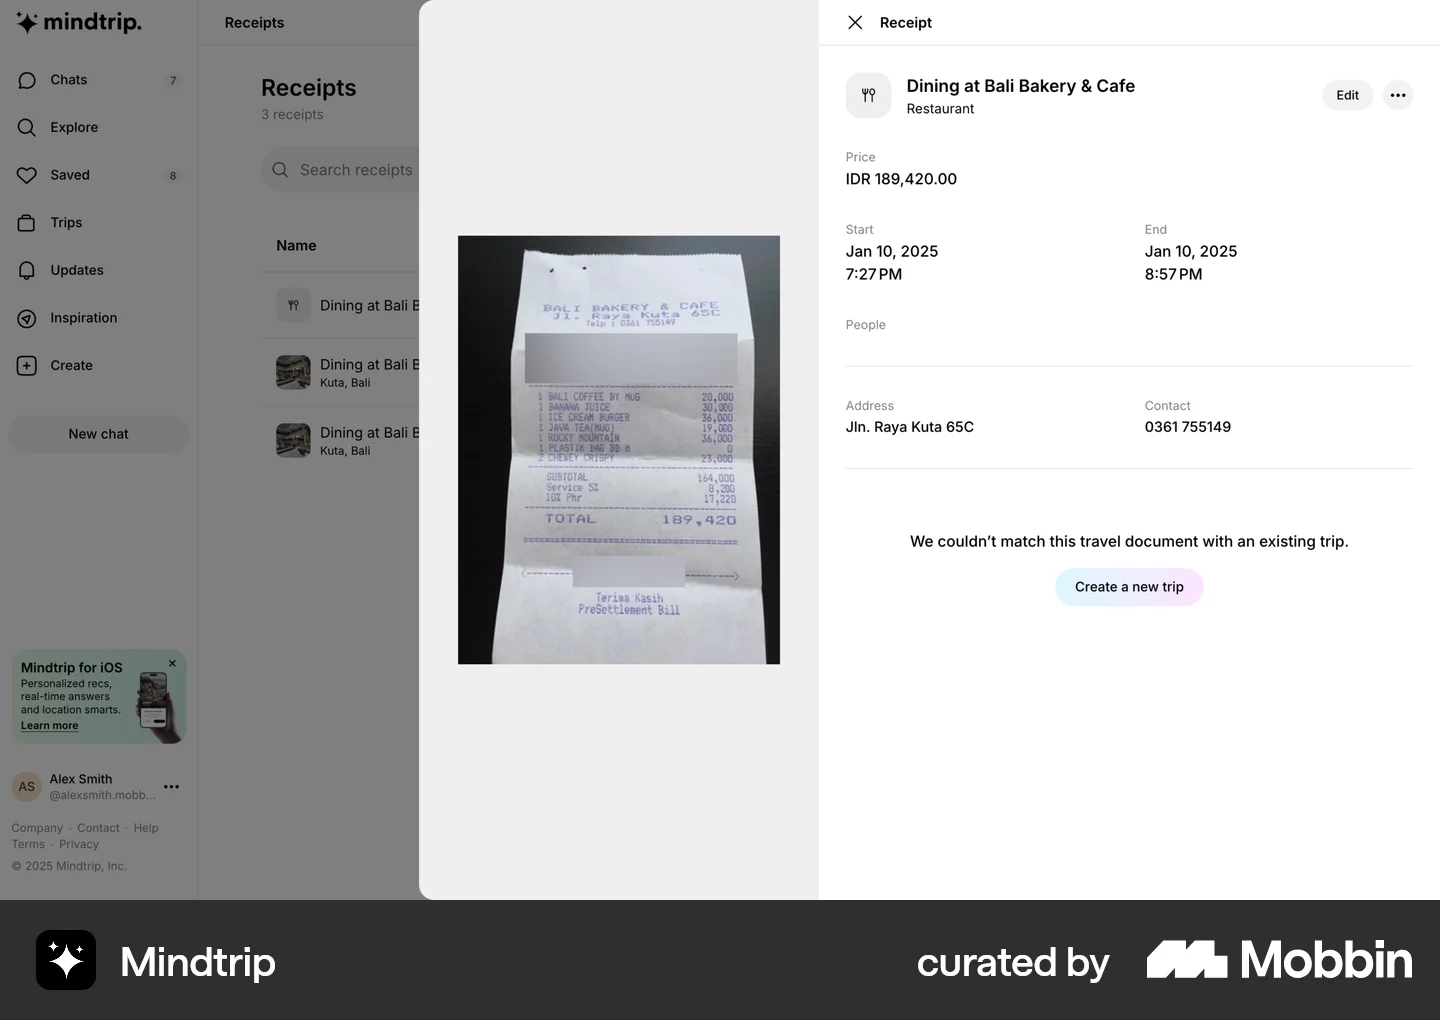 mindtrip.
Chats
7
Explore
Saved
8
Trips
Updates
Inspiration
Create
New chat
Mindtrip for iOS
Personalized recs,
real-time answers
and location smarts.
Learn more
AS
Alex Smith
@alexsmith.mobb...
Company · Contact · Help
Terms · Privacy
© 2025 Mindtrip, Inc.
Receipts
Receipts
3 receipts
Search receipts
Name
Dining at Bali B
Dining at Bali B
Kuta, Bali
Dining at Bali B
Kuta, Bali
BALI BAKERY & CAFE
Jl. Raya Kuta 65C
Telp : 0361 755149
1 BALI COFFEE BY MUG 20,000
1 BANANA JUICE 30,000
1 ICE CREAM BURGER 36,000
1 JAVA TEA(MUG) 19,000
1 ROCKY MOUNTAIN 36,000
1 PLASTIK BAG BB M 0
2 CHEWEY CRISPY 23,000
SUBTOTAL 164,000
Service 5% 8,200
10% Phr 17,220
TOTAL 189,420
Terima Kasih
PreSettlement Bill
Receipt
Dining at Bali Bakery & Cafe
Restaurant
Edit
Price
IDR 189,420.00
Start
Jan 10, 2025
7:27 PM
End
Jan 10, 2025
8:57 PM
People
Address
Jln. Raya Kuta 65C
Contact
0361 755149
We couldn't match this travel document with an existing trip.
Create a new trip
Mindtrip
curated by Mobbin